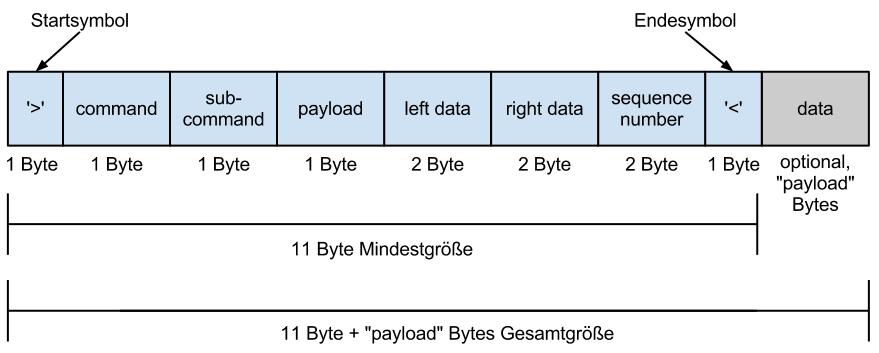 Startsymbol
Endesymbol
'>'
command
sub-
command
payload
left data
right data
sequence
number
'<'
data
1 Byte
1 Byte
1 Byte
1 Byte
2 Byte
2 Byte
2 Byte
1 Byte
optional,
"payload"
Bytes
11 Byte Mindestgröße
11 Byte + "payload" Bytes Gesamtgröße